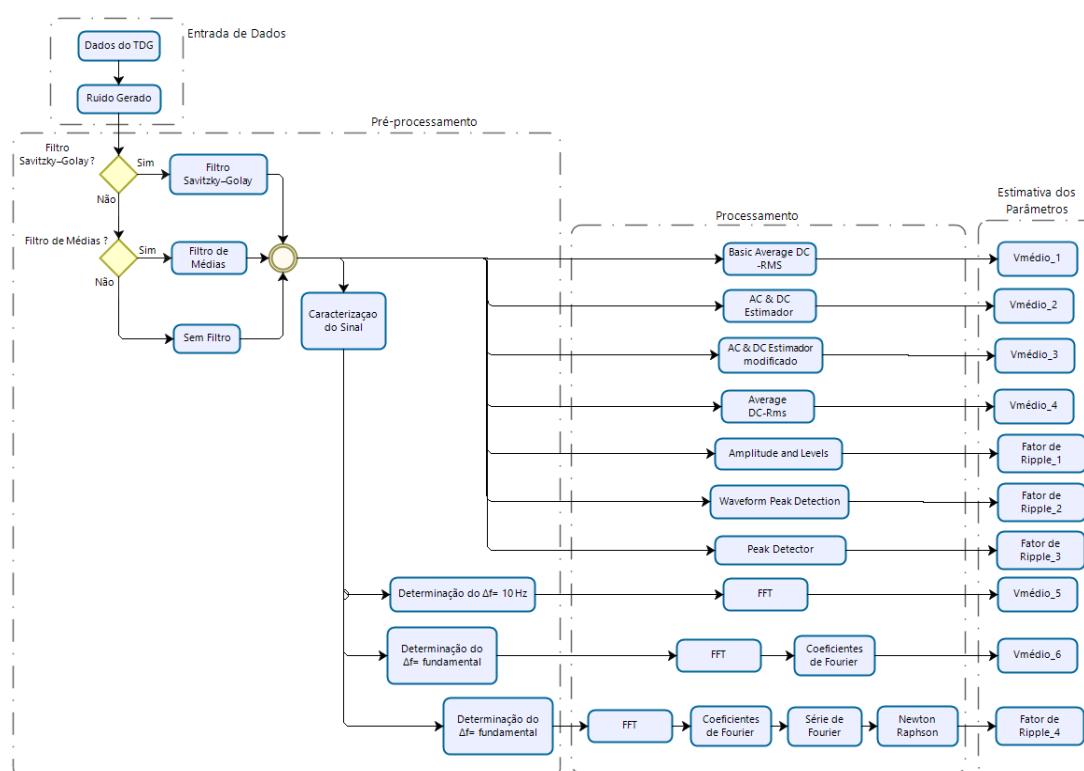 Entrada de Dados
Dados do TDG
Ruido Gerado
Pré-processamento
Filtro
Savitzky–Golay ?
Sim
Não
Filtro
Savitzky–Golay
Filtro de Médias ?
Sim
Não
Filtro de
Médias
Sem Filtro
Caracterizaçao
do Sinal
Determinação do Δf= 10 Hz
Determinação do
Δf= fundamental
Determinação do
Δf= fundamental
Processamento
Basic Average DC
-RMS
AC & DC
Estimador
AC & DC Estimador
modificado
Average
DC-Rms
Amplitude and Levels
Waveform Peak Detection
Peak Detector
FFT
FFT
Coeficientes
de Fourier
FFT
Coeficientes
de Fourier
Série de
Fourier
Newton
Raphson
Estimativa dos
Parâmetros
Vmédio_1
Vmédio_2
Vmédio_3
Vmédio_4
Fator de
Ripple_1
Fator de
Ripple_2
Fator de
Ripple_3
Vmédio_5
Vmédio_6
Fator de
Ripple_4